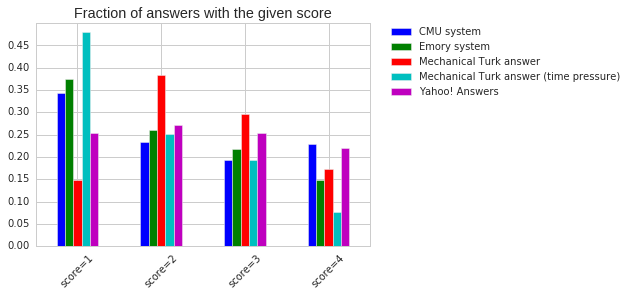 Fraction of answers with the given score
0.45
0.40
0.35
0.30
0.25
0.20
0.15
0.10
0.05
0.00
score=1
score=2
score=3
score=4
CMU system
Emory system
Mechanical Turk answer
Mechanical Turk answer (time pressure)
Yahoo! Answers